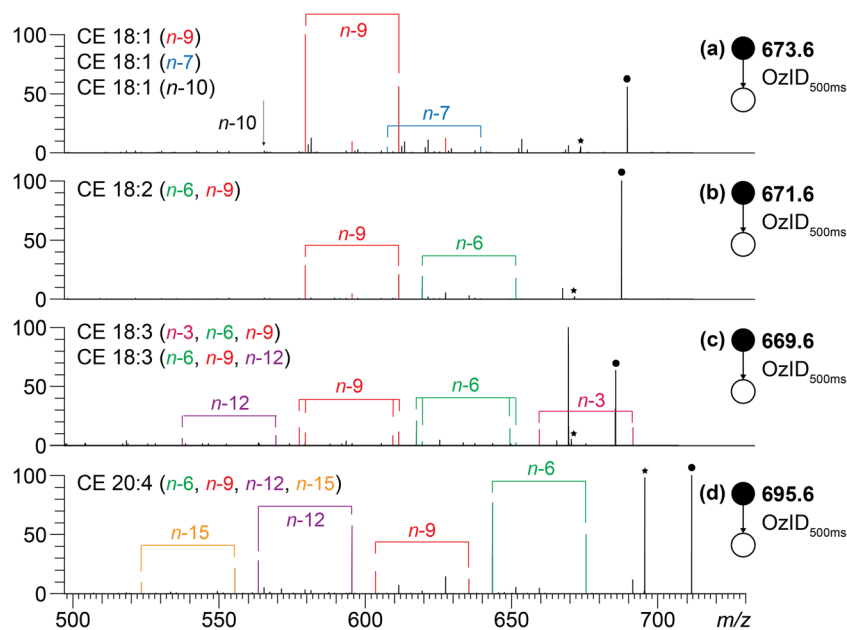 100
50
0
CE 18:1 (n-9)
CE 18:1 (n-7)
CE 18:1 (n-10)
n-10
n-9
n-7
(a) 673.6
OzID500ms
100
50
0
CE 18:2 (n-6, n-9)
n-9
n-6
(b) 671.6
OzID500ms
100
50
0
CE 18:3 (n-3, n-6, n-9)
CE 18:3 (n-6, n-9, n-12)
n-12
n-9
n-6
n-3
(c) 669.6
OzID500ms
100
50
0
CE 20:4 (n-6, n-9, n-12, n-15)
n-15
n-12
n-9
n-6
(d) 695.6
OzID500ms
500 550 600 650 700 m/z